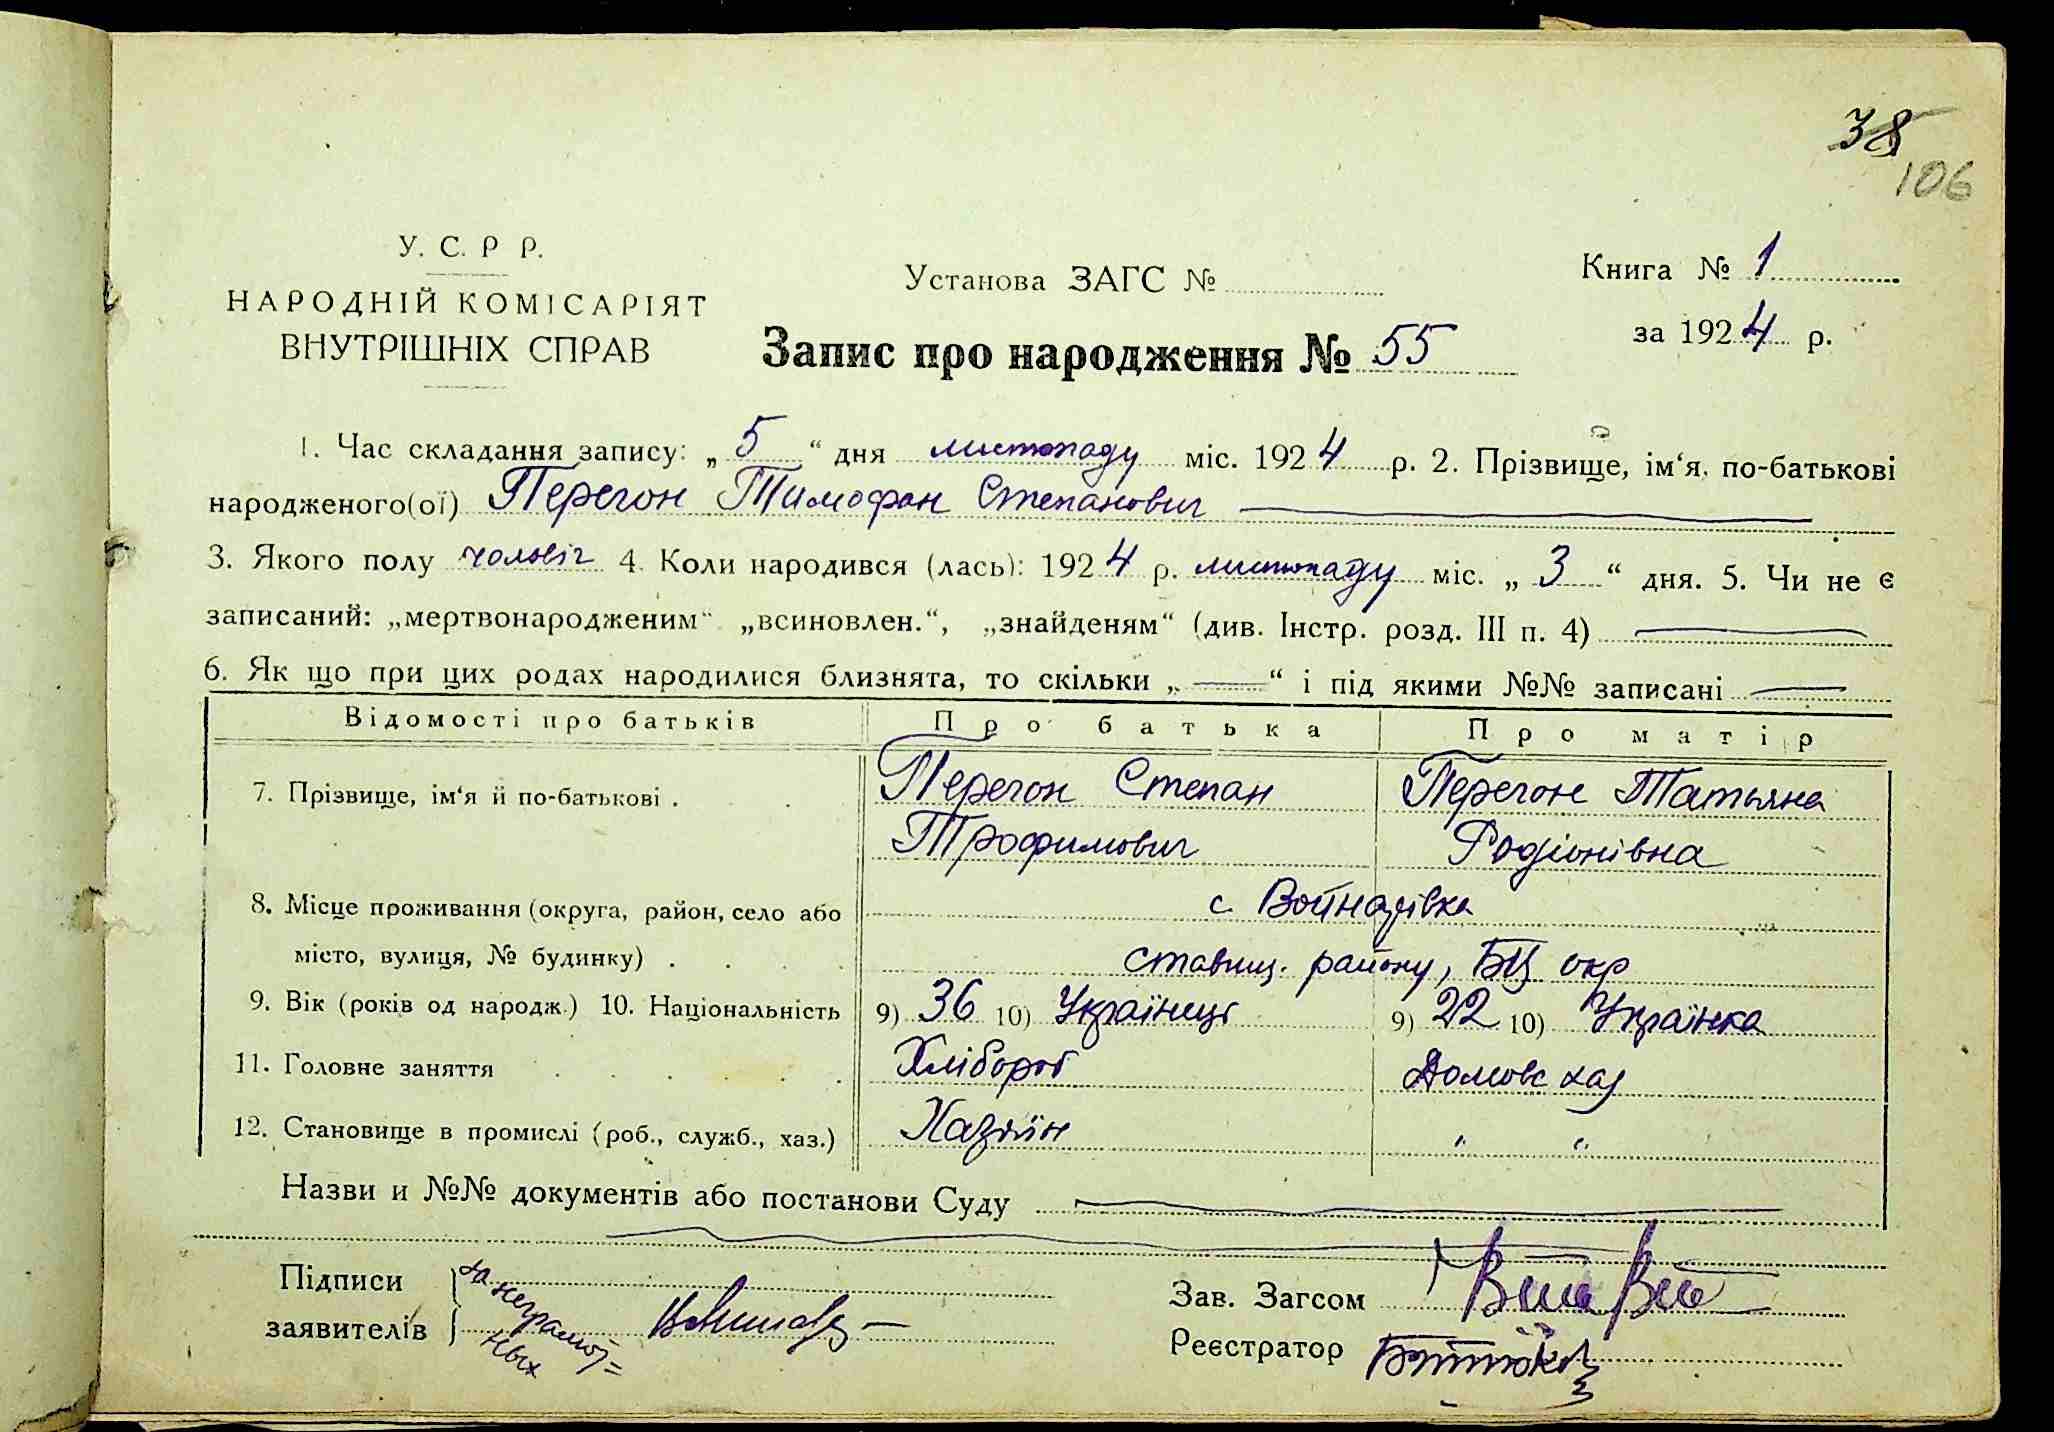 38
106
У. С. Р Р.
НАРОДНІЙ КОМІСАРІЯТ
ВНУТРІШНІХ СПРАВ
Установа ЗАГС №
Запис про народження № 55
Книга № 1
за 1924 р.
1. Час складання запису: „5“ дня листопаду міс. 1924 р. 2. Прізвище, ім‘я, по-батькові
народженого(ої) Перегон Тимофан Степанович
3. Якого полу чоловіч 4. Коли народився (лась): 1924 р. листопаду міс. „3“ дня. 5. Чи не є
записаний: „мертвонародженим“ „всиновлен.“, „знайденям“ (див. Інстр. розд. III п. 4)
6. Як що при цих родах народилися близнята, то скільки „—“ і під якими №№ записані —
Відомості про батьків Про батька Про матір
7. Прізвище, ім‘я й по-батькові . Перегон Степан Перегон Татьяна
Трофимович Родіонівна
8. Місце проживання (округа, район, село або с. Войнарівка
місто, вулиця, № будинку) . ставищ. району, БЦ окр
9. Вік (років од народж.) 10. Національність 9) 36 10) Українець 9) 22 10) Українка
11. Головне заняття Хлібороб Домове хаз
12. Становище в промислі (роб., служб., хаз.) Хазяїн " "
Назви и №№ документів або постанови Суду
Підписи
заявителів
за неграмот=
ных
Зав. Загсом
Реєстратор